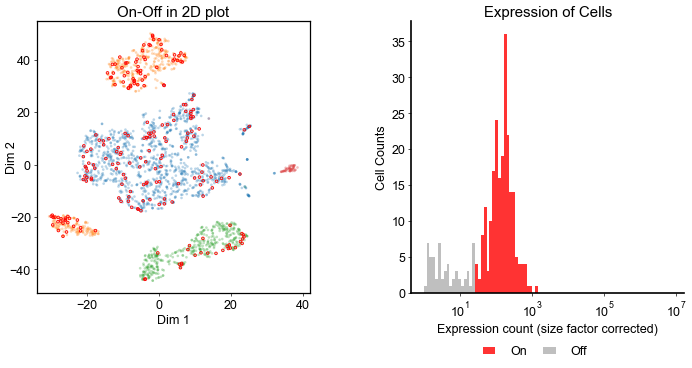 On-Off in 2D plot
Expression of Cells
Dim 2
40
20
0
−20
−40
−20
0
20
40
Dim 1
Cell Counts
35
30
25
20
15
10
5
0
10^1
10^3
10^5
10^7
Expression count (size factor corrected)
On
Off